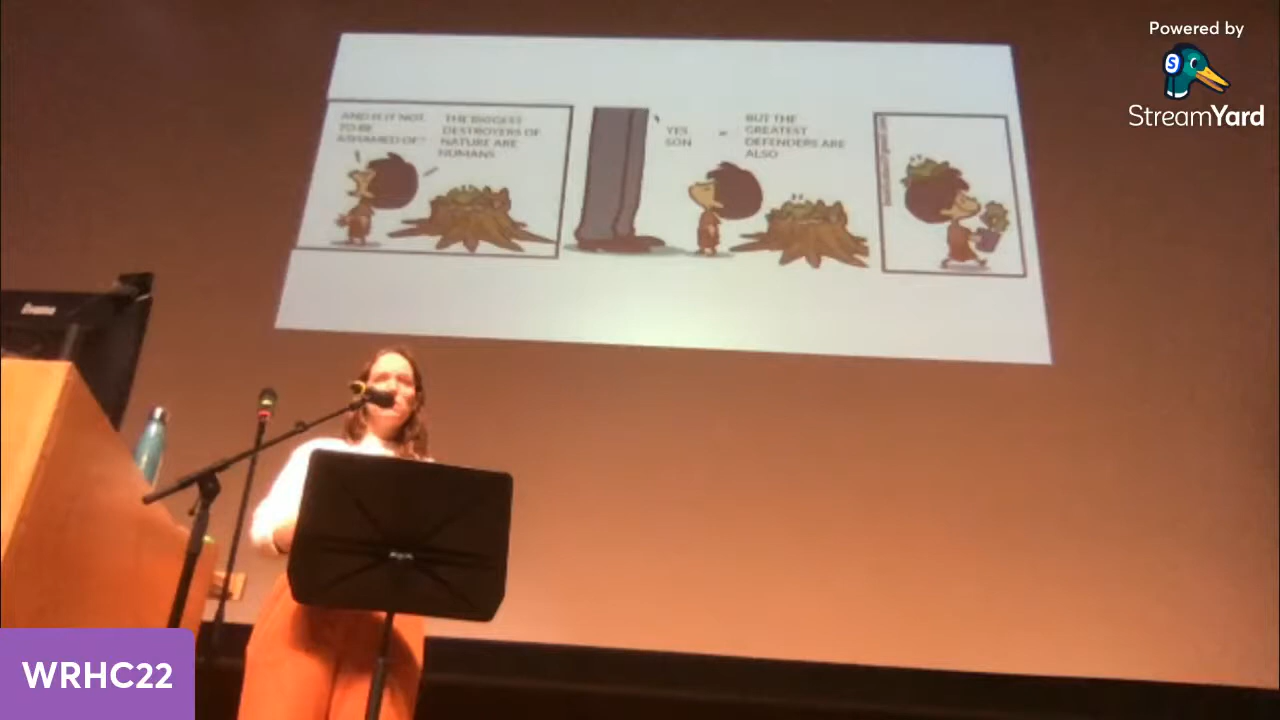 Powered by
StreamYard
AND IS IT NOT
TO BE
ASHAMED OF?
THE BIGGEST
DESTROYERS OF
NATURE ARE
HUMANS
YES
SON
BUT THE
GREATEST
DEFENDERS ARE
ALSO
WRHC22